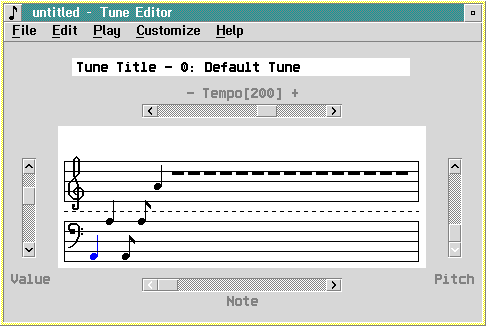 untitled - Tune Editor
File Edit Play Customize Help
Tune Title - 0: Default Tune
- Tempo[200] +
Value
Pitch
Note